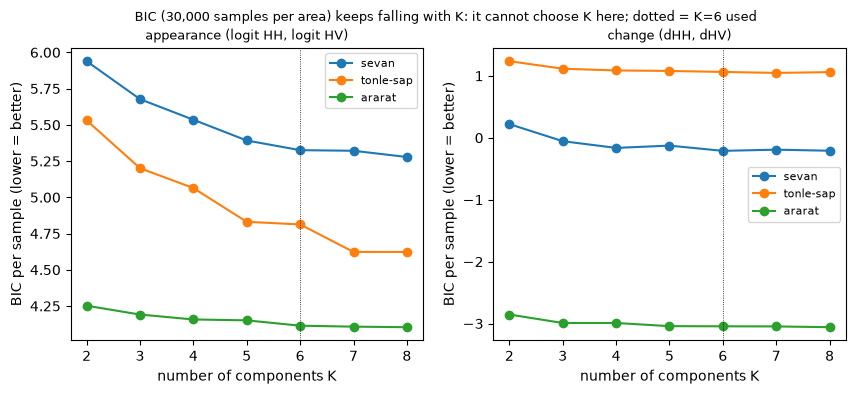 BIC (30,000 samples per area) keeps falling with K: it cannot choose K here; dotted = K=6 used
appearance (logit HH, logit HV)
6.00
5.75
5.50
5.25
5.00
4.75
4.50
4.25
BIC per sample (lower = better)
sevan
tonle-sap
ararat
2 3 4 5 6 7 8
number of components K
change (dHH, dHV)
1
0
−1
−2
−3
BIC per sample (lower = better)
sevan
tonle-sap
ararat
2 3 4 5 6 7 8
number of components K